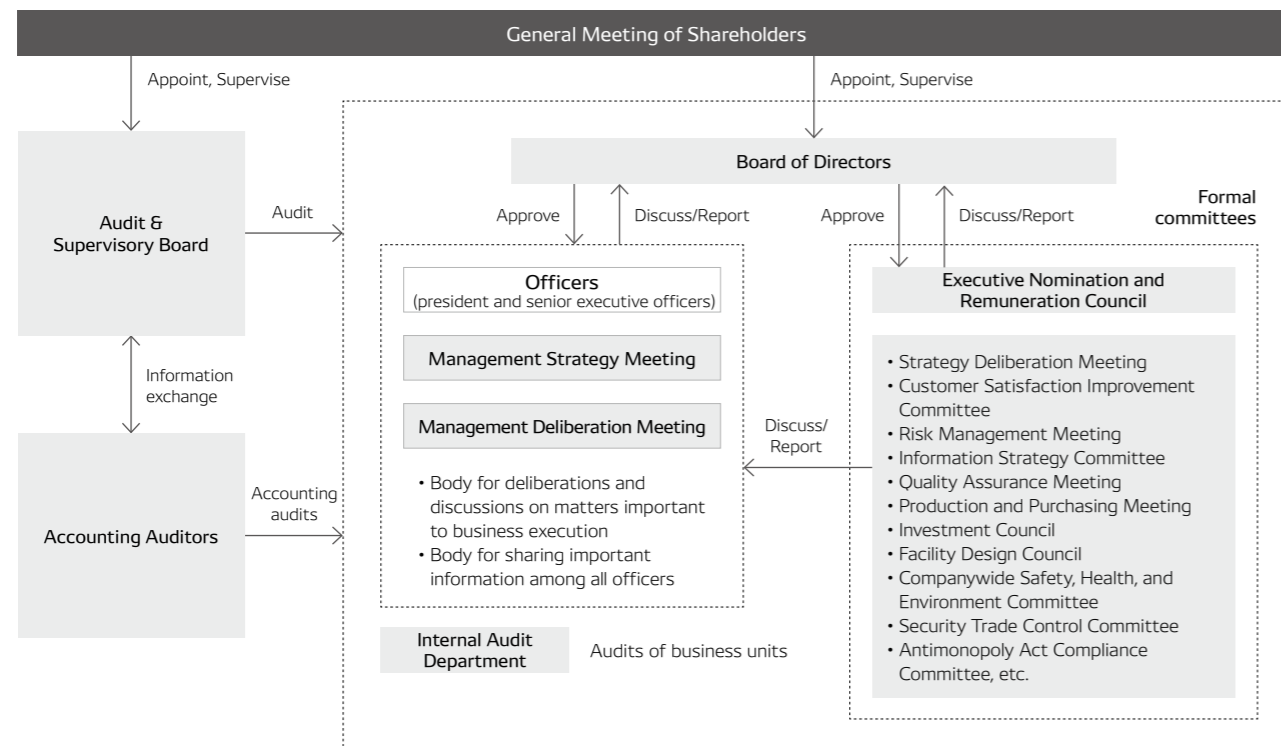 General Meeting of Shareholders
Appoint, Supervise
Appoint, Supervise
Audit &
Supervisory Board
Audit
Board of Directors
Approve
Discuss/Report
Approve
Discuss/Report
Formal
committees
Officers
(president and senior executive officers)
Management Strategy Meeting
Management Deliberation Meeting
• Body for deliberations and
discussions on matters important
to business execution
• Body for sharing important
information among all officers
Executive Nomination and
Remuneration Council
• Strategy Deliberation Meeting
• Customer Satisfaction Improvement
Committee
• Risk Management Meeting
• Information Strategy Committee
• Quality Assurance Meeting
• Production and Purchasing Meeting
• Investment Council
• Facility Design Council
• Companywide Safety, Health, and
Environment Committee
• Security Trade Control Committee
• Antimonopoly Act Compliance
Committee, etc.
Discuss/
Report
Information
exchange
Accounting Auditors
Accounting
audits
Internal Audit
Department
Audits of business units